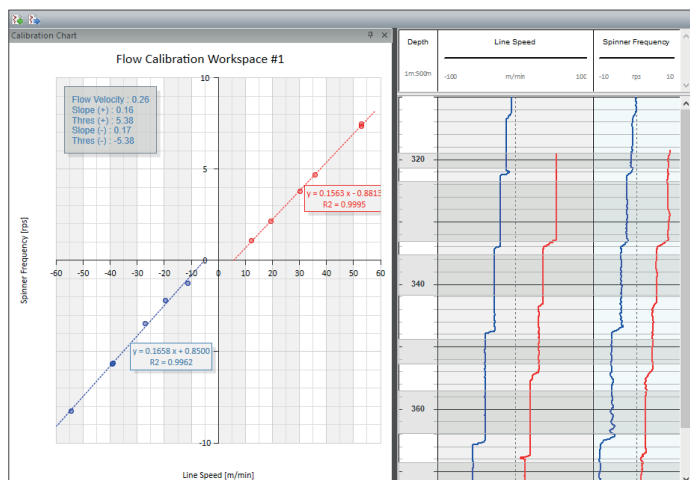 Calibration Chart
Flow Calibration Workspace #1
Flow Velocity : 0.26
Slope (+) : 0.16
Thres (+) : 5.38
Slope (-) : 0.17
Thres (-) : -5.38
10
5
0
-10
-60 -50 -40 -30 -20 -10 0 10 20 30 40 50 60
Spinner Frequency [rps]
Line Speed [m/min]
y = 0.1563 x - 0.8813
R2 = 0.9995
y = 0.1658 x + 0.8500
R2 = 0.9962
Depth Line Speed Spinner Frequency
1m:500m -100 m/min 100 -10 rps 10
320
340
360